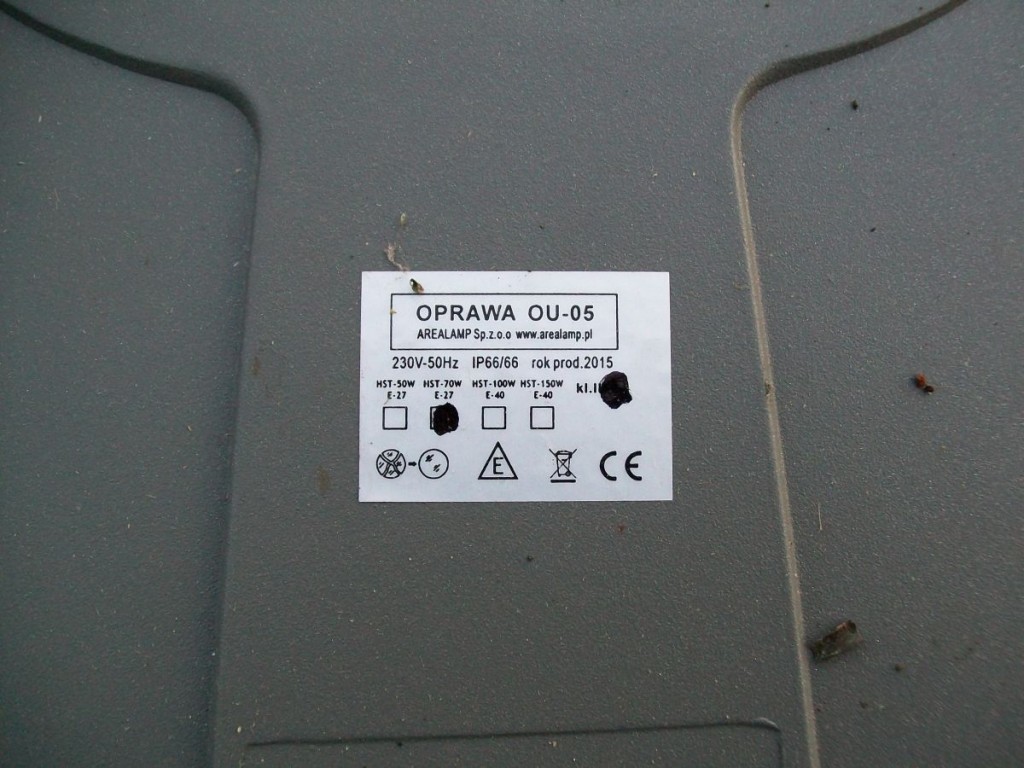 OPRAWA OU-05
AREALAMP Sp.z.o.o www.arealamp.pl
230V-50Hz IP66/66 rok prod.2015
HST-50W HST-70W HST-100W HST-150W
E-27 E-27 E-40 E-40
kl.I
E
CE